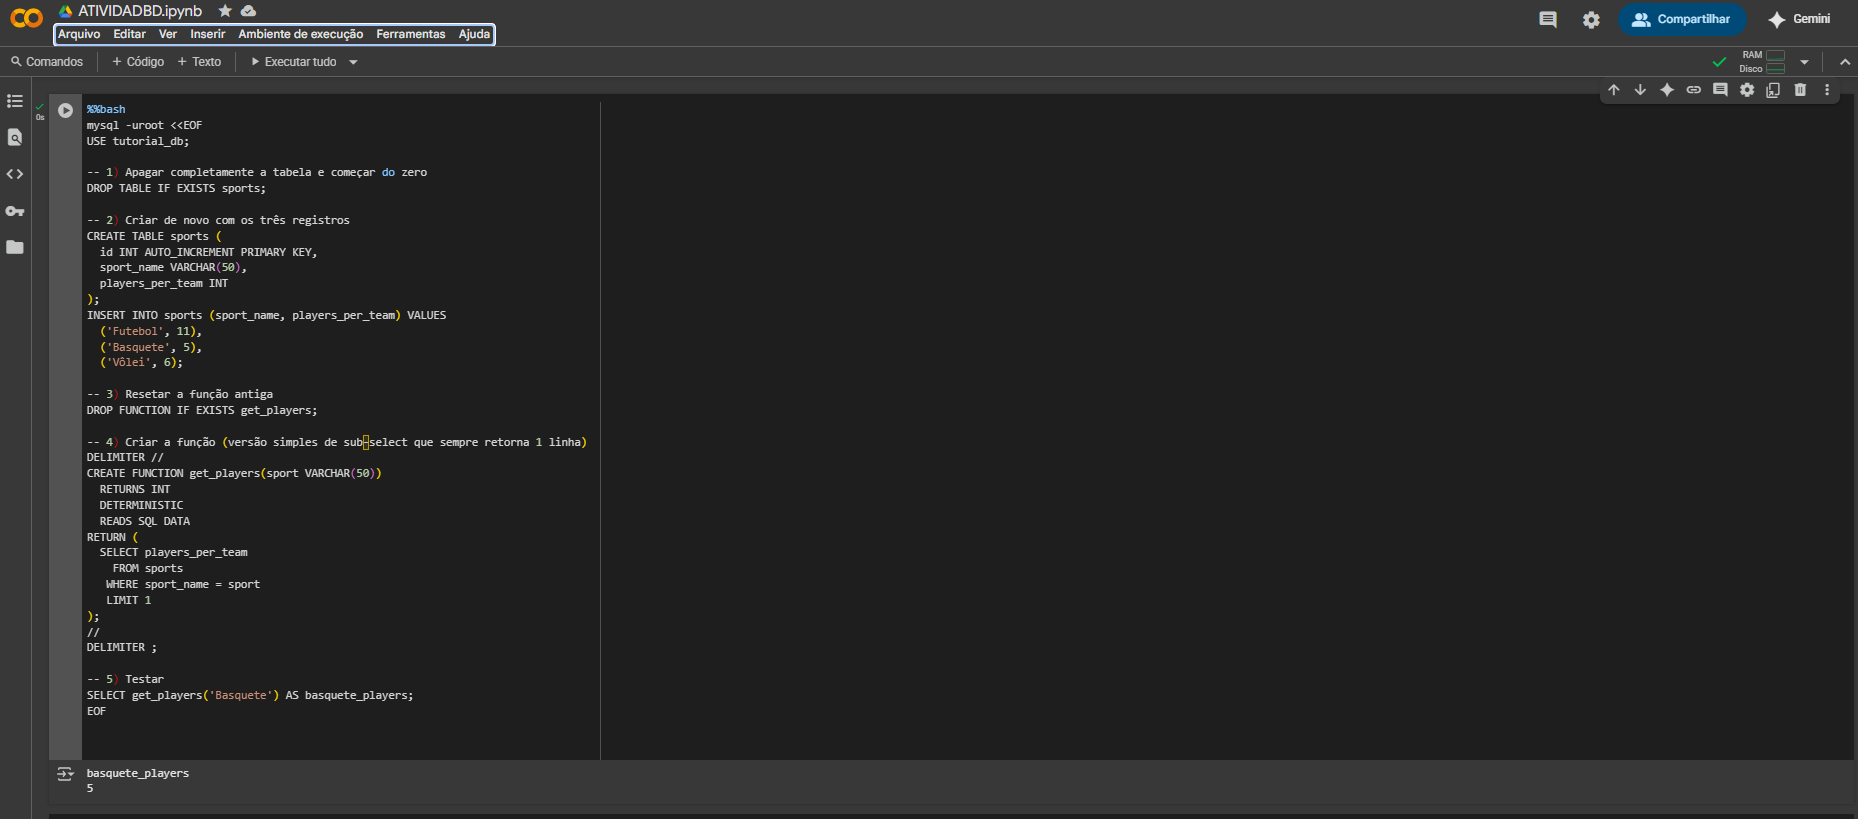 ATIVIDADBD.ipynb
Arquivo Editar Ver Inserir Ambiente de execução Ferramentas Ajuda
Compartilhar
Gemini
Comandos
+ Código + Texto
Executar tudo
RAM
Disco
0s
%%bash
mysql -uroot <<EOF
USE tutorial_db;
-- 1) Apagar completamente a tabela e começar do zero
DROP TABLE IF EXISTS sports;
-- 2) Criar de novo com os três registros
CREATE TABLE sports (
id INT AUTO_INCREMENT PRIMARY KEY,
sport_name VARCHAR(50),
players_per_team INT
);
INSERT INTO sports (sport_name, players_per_team) VALUES
('Futebol', 11),
('Basquete', 5),
('Vôlei', 6);
-- 3) Resetar a função antiga
DROP FUNCTION IF EXISTS get_players;
-- 4) Criar a função (versão simples de sub‑select que sempre retorna 1 linha)
DELIMITER //
CREATE FUNCTION get_players(sport VARCHAR(50))
RETURNS INT
DETERMINISTIC
READS SQL DATA
RETURN (
SELECT players_per_team
FROM sports
WHERE sport_name = sport
LIMIT 1
);
//
DELIMITER ;
-- 5) Testar
SELECT get_players('Basquete') AS basquete_players;
EOF
basquete_players
5